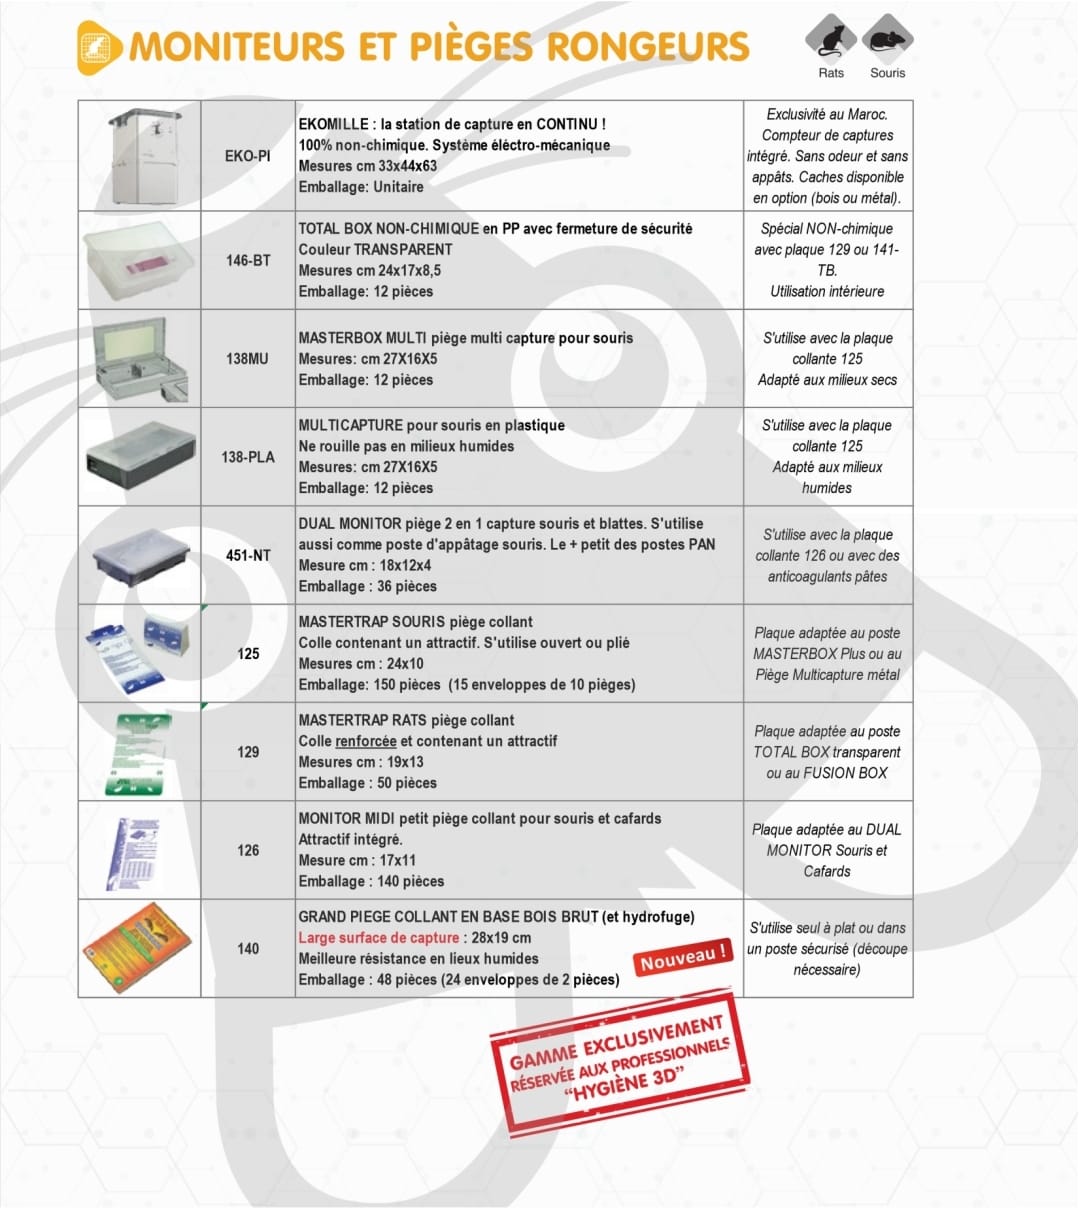 MONITEURS ET PIÈGES RONGEURS
Rats
Souris
EKO-PI
EKOMILLE : la station de capture en CONTINU !
100% non-chimique. Système éléctro-mécanique
Mesures cm 33x44x63
Emballage: Unitaire
Exclusivité au Maroc.
Compteur de captures
intégré. Sans odeur et sans
appâts. Caches disponible
en option (bois ou métal).
146-BT
TOTAL BOX NON-CHIMIQUE en PP avec fermeture de sécurité
Couleur TRANSPARENT
Mesures cm 24x17x8,5
Emballage: 12 pièces
Spécial NON-chimique
avec plaque 129 ou 141-
TB.
Utilisation intérieure
138MU
MASTERBOX MULTI piège multi capture pour souris
Mesures: cm 27X16X5
Emballage: 12 pièces
S'utilise avec la plaque
collante 125
Adapté aux milieux secs
138-PLA
MULTICAPTURE pour souris en plastique
Ne rouille pas en milieux humides
Mesures: cm 27X16X5
Emballage: 12 pièces
S'utilise avec la plaque
collante 125
Adapté aux milieux
humides
451-NT
DUAL MONITOR piège 2 en 1 capture souris et blattes. S'utilise
aussi comme poste d'appâtage souris. Le + petit des postes PAN
Mesure cm : 18x12x4
Emballage : 36 pièces
S'utilise avec la plaque
collante 126 ou avec des
anticoagulants pâtes
125
MASTERTRAP SOURIS piège collant
Colle contenant un attractif. S'utilise ouvert ou plié
Mesures cm : 24x10
Emballage: 150 pièces (15 enveloppes de 10 pièges)
Plaque adaptée au poste
MASTERBOX Plus ou au
Piège Multicapture métal
129
MASTERTRAP RATS piège collant
Colle renforcée et contenant un attractif
Mesures cm : 19x13
Emballage : 50 pièces
Plaque adaptée au poste
TOTAL BOX transparent
ou au FUSION BOX
126
MONITOR MIDI petit piège collant pour souris et cafards
Attractif intégré.
Mesure cm : 17x11
Emballage : 140 pièces
Plaque adaptée au DUAL
MONITOR Souris et
Cafards
140
GRAND PIEGE COLLANT EN BASE BOIS BRUT (et hydrofuge)
Large surface de capture : 28x19 cm
Meilleure résistance en lieux humides
Emballage : 48 pièces (24 enveloppes de 2 pièces)
Nouveau !
S'utilise seul à plat ou dans
un poste sécurisé (découpe
nécessaire)
GAMME EXCLUSIVEMENT
RÉSERVÉE AUX PROFESSIONNELS
“HYGIÈNE 3D”